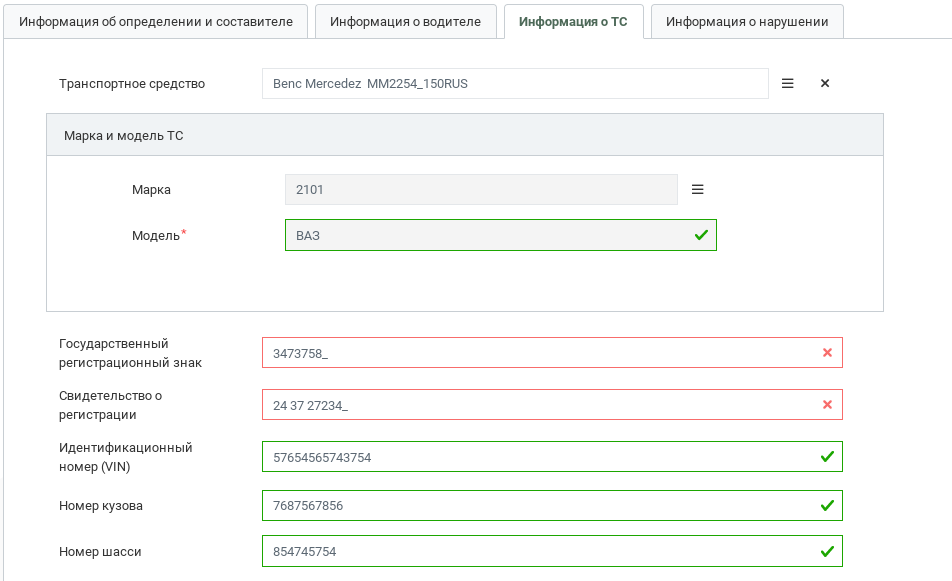 Информация об определении и составителе
Информация о водителе
Информация о ТС
Информация о нарушении
Транспортное средство
Benc Mercedez MM2254_150RUS
Марка и модель ТС
Марка
2101
Модель*
ВАЗ
Государственный
регистрационный знак
3473758_
Свидетельство о
регистрации
24 37 27234_
Идентификационный
номер (VIN)
57654565743754
Номер кузова
7687567856
Номер шасси
854745754